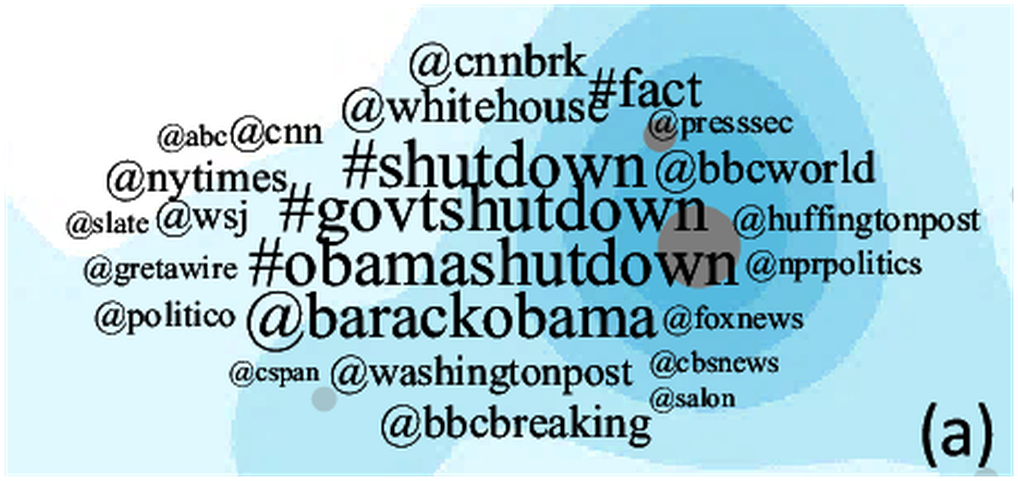 @cnnbrk
@whitehouse #fact
@abc @cnn @presssec
#shutdown @bbcworld
@nytimes
@slate @wsj #govtshutdown @huffingtonpost
@gretawire #obamashutdown @nprpolitics
@politico @barackobama @foxnews
@cspan @washingtonpost @cbsnews
@salon
@bbcbreaking
(a)